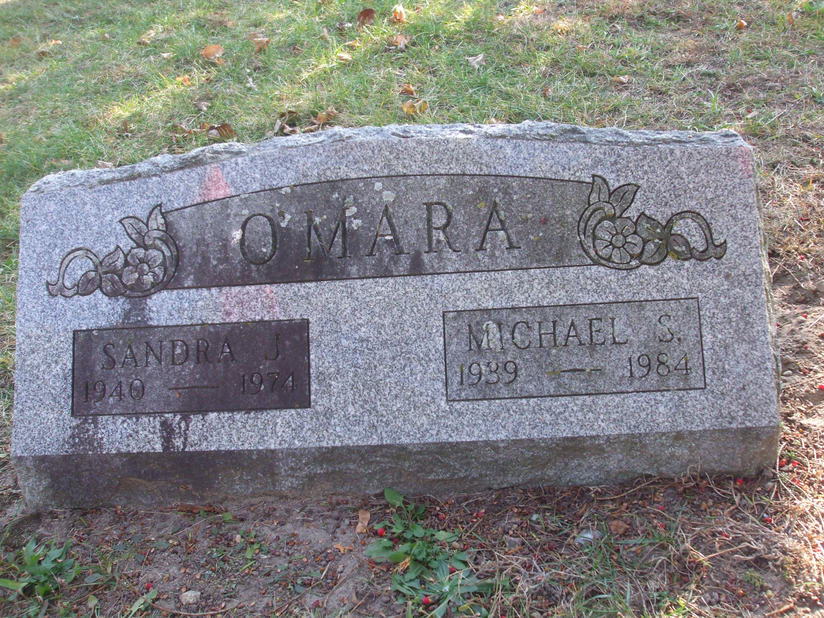 OMARA
SANDRA J.
1940 — 1974
MICHAEL S.
1939 — 1984